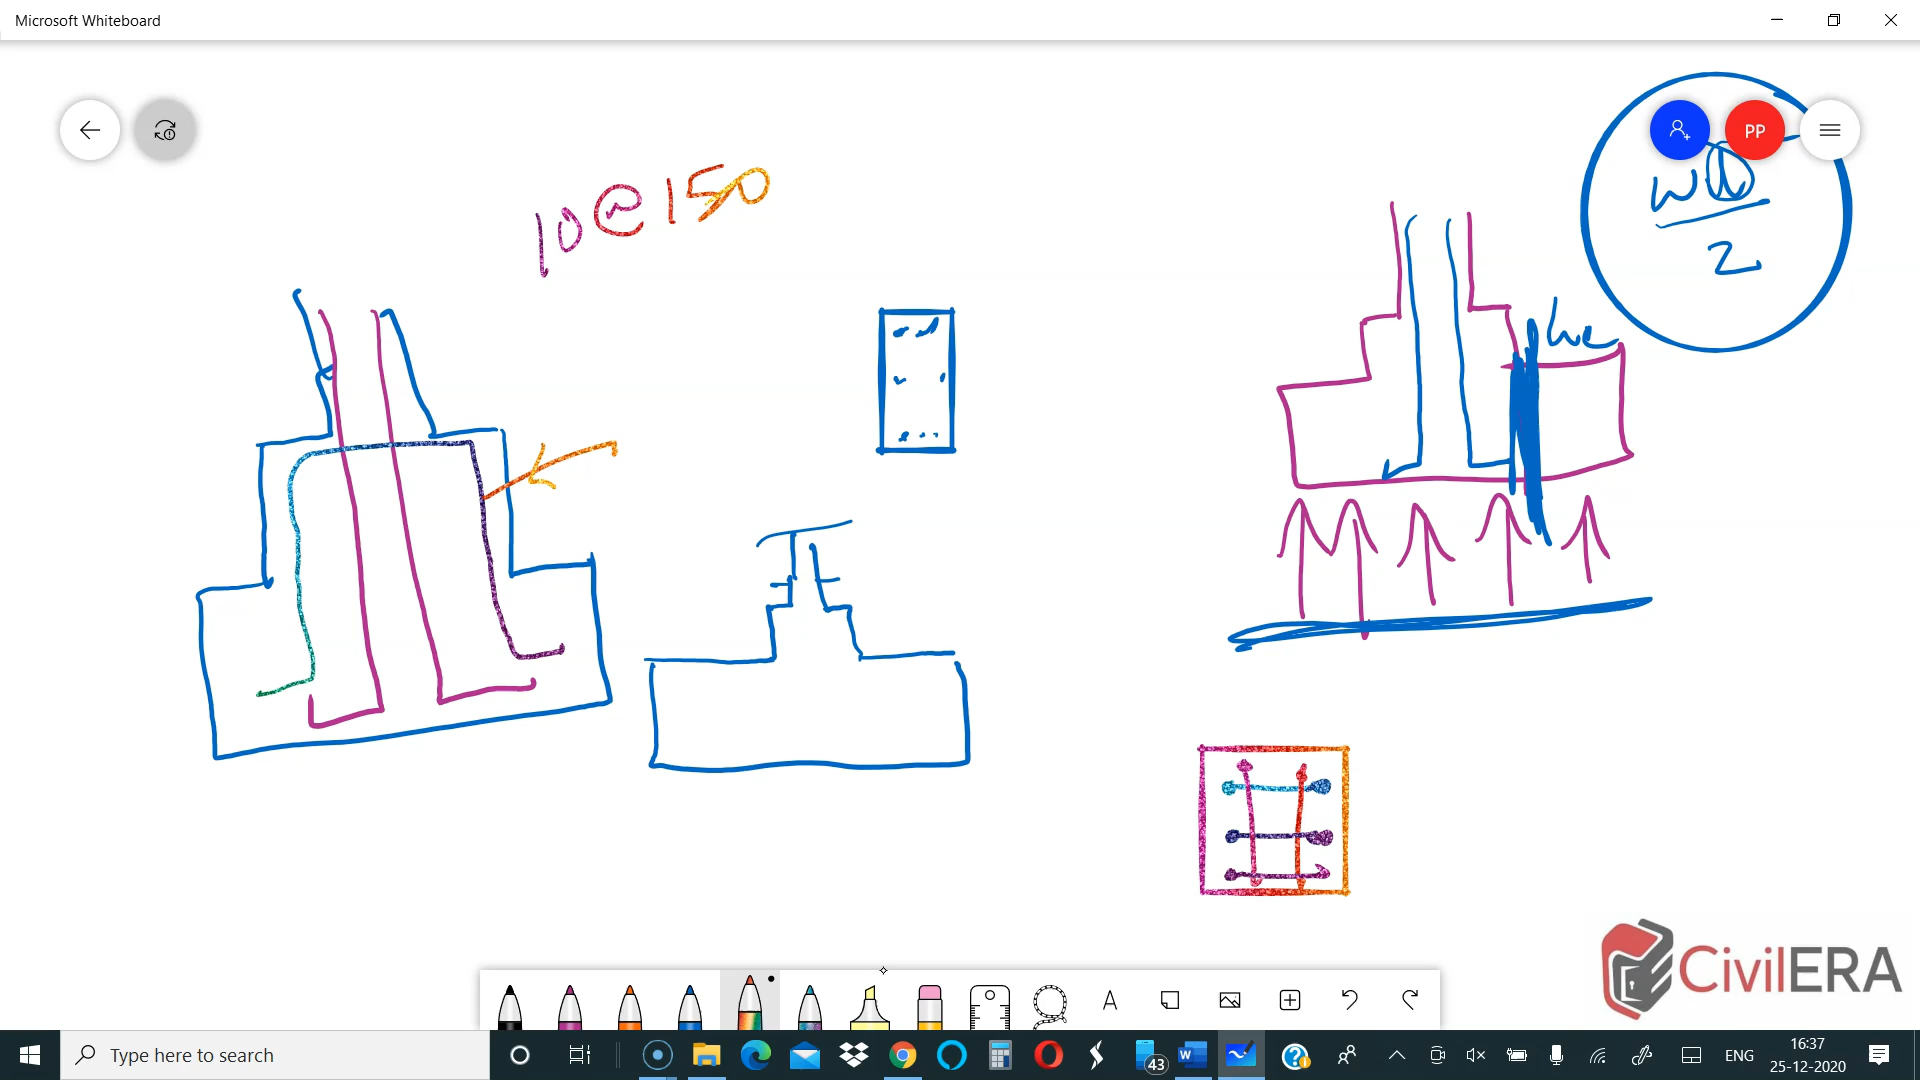 Microsoft Whiteboard
PP
10@150
2
CivilERA
A
Type here to search
43
W
ENG
16:37
25-12-2020